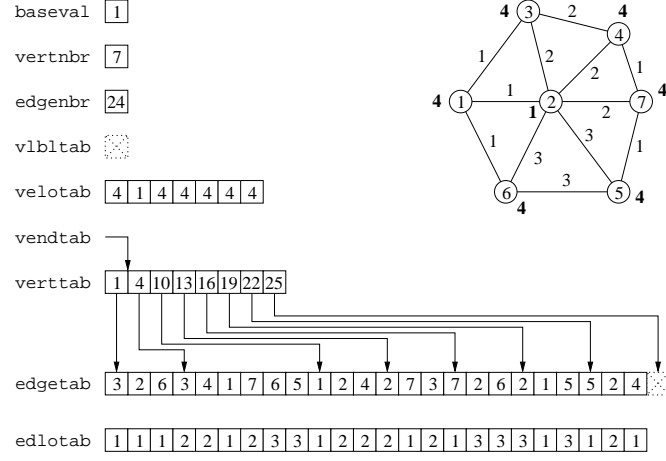 baseval 1
vertnbr 7
edgenbr 24
vlbltab
velotab 4 1 4 4 4 4 4
vendtab
verttab 1 4 10 13 16 19 22 25
edgetab 3 2 6 3 4 1 7 6 5 1 2 4 2 7 3 7 2 6 2 1 5 5 2 4
edlotab 1 1 1 2 2 1 2 3 3 1 2 2 2 1 2 1 3 3 3 1 3 1 2 1
4 3 2 4
4
1 2 2 1
4 1 1 2 2 7 4
1
1 3 3 1
6 3 5 4
4